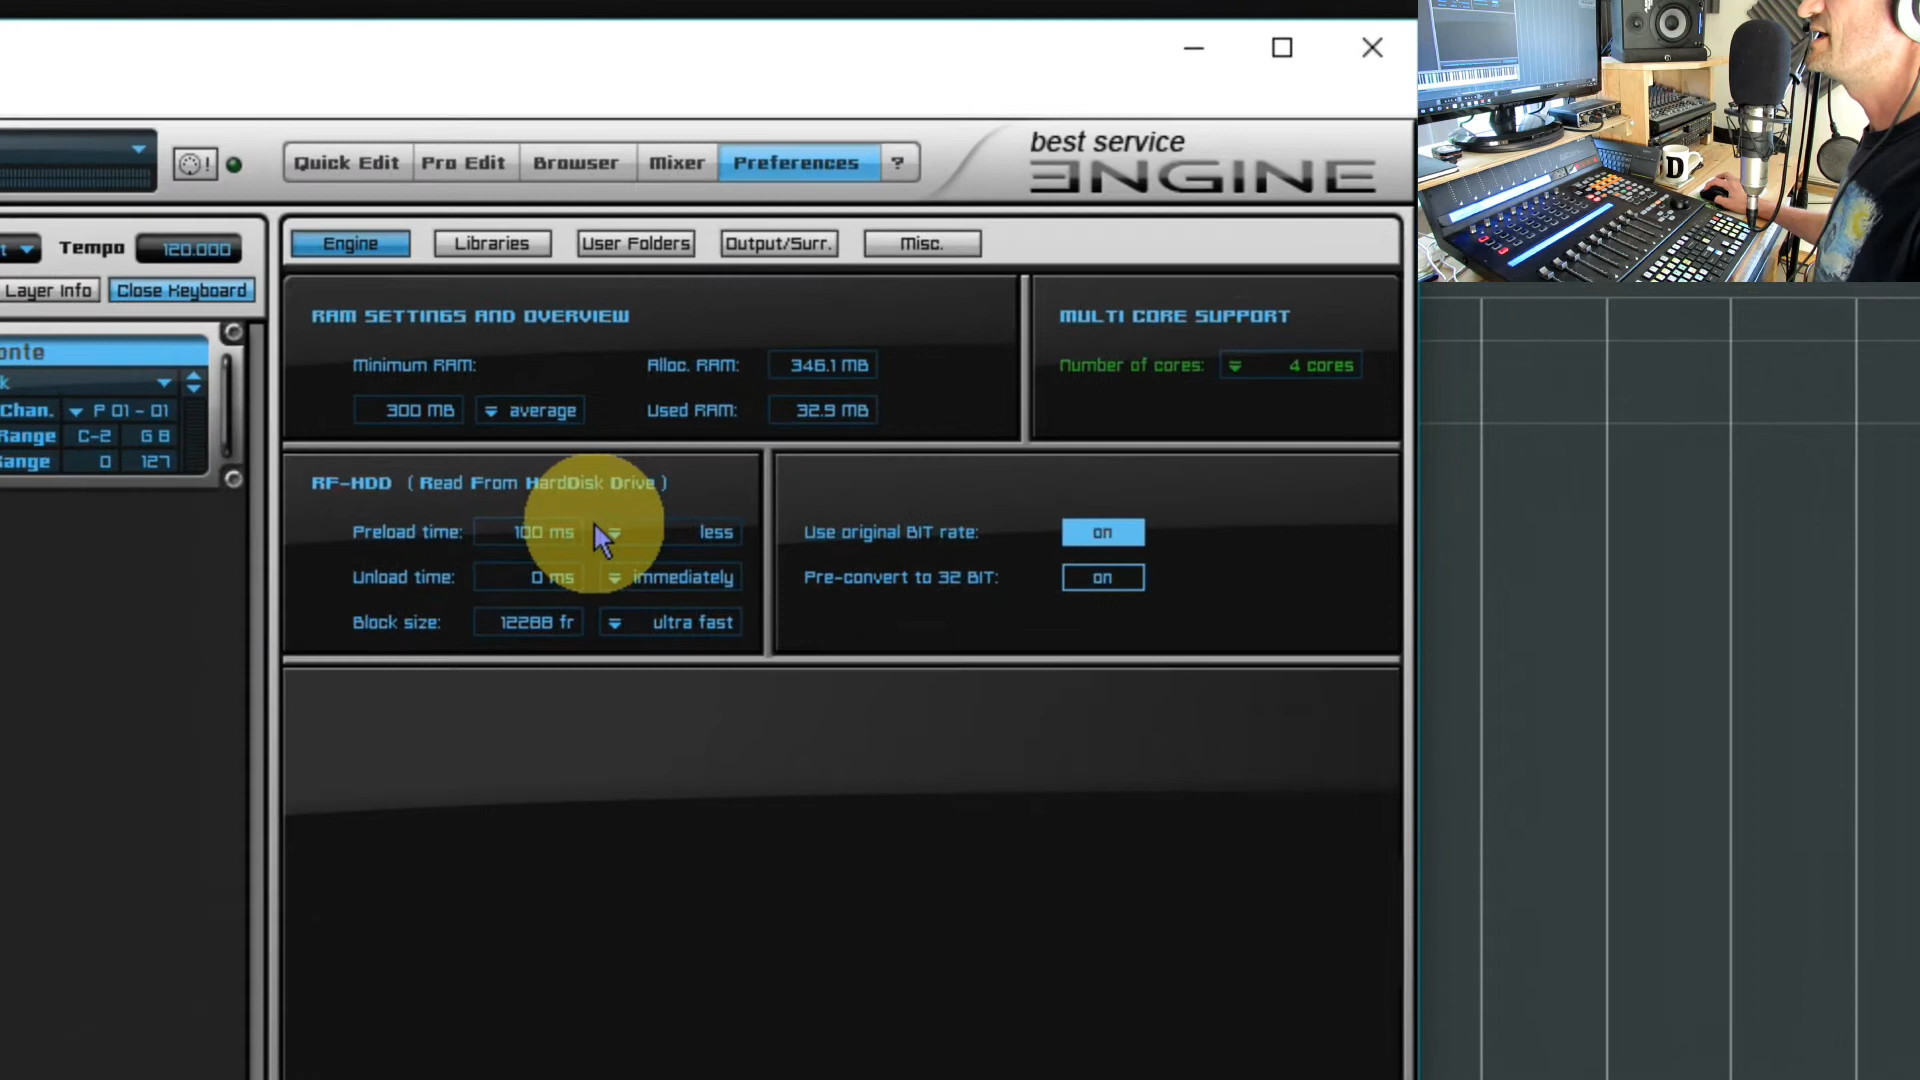 best service
ENGINE
Quick Edit
Pro Edit
Browser
Mixer
Preferences
?
Tempo
120.000
Layer Info
Close Keyboard
onte
k
Chan.
P 01 - 01
Range
C-2
G 8
ange
0
127
Engine
Libraries
User Folders
Output/Surr.
Misc.
RAM SETTINGS AND OVERVIEW
Minimum RAM:
300 MB
average
Alloc. RAM:
346.1 MB
Used RAM:
32.9 MB
MULTI CORE SUPPORT
Number of cores:
4 cores
RF-HDD ( Read From HardDisk Drive )
Preload time:
100 ms
less
Unload time:
0 ms
immediately
Block size:
12288 fr
ultra fast
Use original BIT rate:
on
Pre-convert to 32 BIT:
on
D